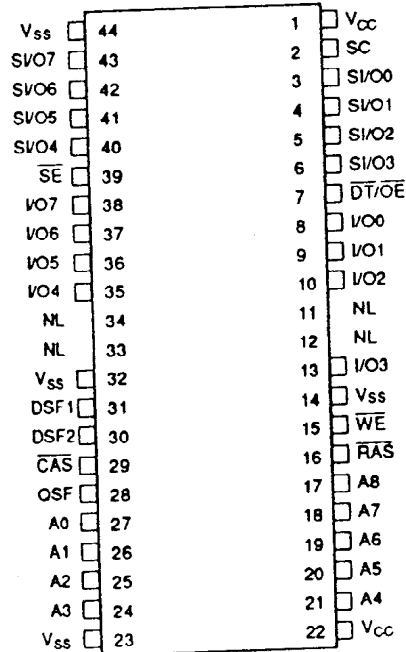 VSS 44 1 VCC
SI/O7 43 2 SC
SI/O6 42 3 SI/O0
SI/O5 41 4 SI/O1
SI/O4 40 5 SI/O2
SE 39 6 SI/O3
I/O7 38 7 DT/OE
I/O6 37 8 I/O0
I/O5 36 9 I/O1
I/O4 35 10 I/O2
NL 34 11 NL
NL 33 12 NL
VSS 32 13 I/O3
DSF1 31 14 VSS
DSF2 30 15 WE
CAS 29 16 RAS
QSF 28 17 A8
A0 27 18 A7
A1 26 19 A6
A2 25 20 A5
A3 24 21 A4
VSS 23 22 VCC